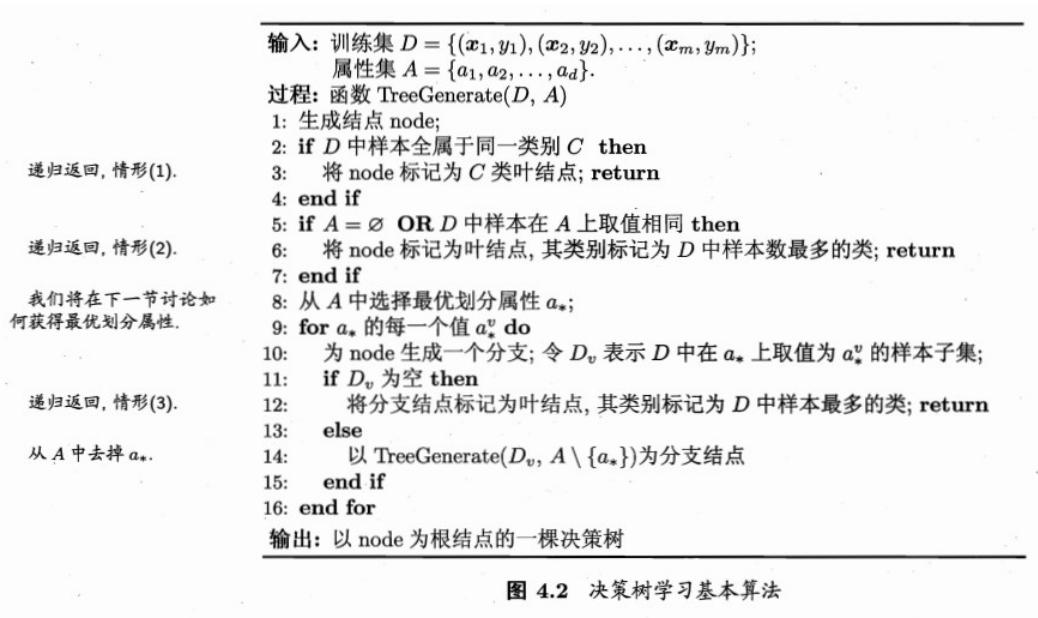 输入: 训练集 D = {(x₁, y₁), (x₂, y₂), . . . , (xₘ, yₘ)};
属性集 A = {a₁, a₂, . . . , a_d}.
过程: 函数 TreeGenerate(D, A)
1: 生成结点 node;
2: if D 中样本全属于同一类别 C then
递归返回, 情形(1).
3: 将 node 标记为 C 类叶结点; return
4: end if
5: if A = ∅ OR D 中样本在 A 上取值相同 then
递归返回, 情形(2).
6: 将 node 标记为叶结点, 其类别标记为 D 中样本数最多的类; return
7: end if
我们将在下一节讨论如
何获得最优划分属性.
8: 从 A 中选择最优划分属性 a_*;
9: for a_* 的每一个值 a_*^v do
10: 为 node 生成一个分支; 令 D_v 表示 D 中在 a_* 上取值为 a_*^v 的样本子集;
11: if D_v 为空 then
递归返回, 情形(3).
12: 将分支结点标记为叶结点, 其类别标记为 D 中样本最多的类; return
13: else
从 A 中去掉 a_*.
14: 以 TreeGenerate(D_v, A \ {a_*})为分支结点
15: end if
16: end for
输出: 以 node 为根结点的一棵决策树
图 4.2 决策树学习基本算法